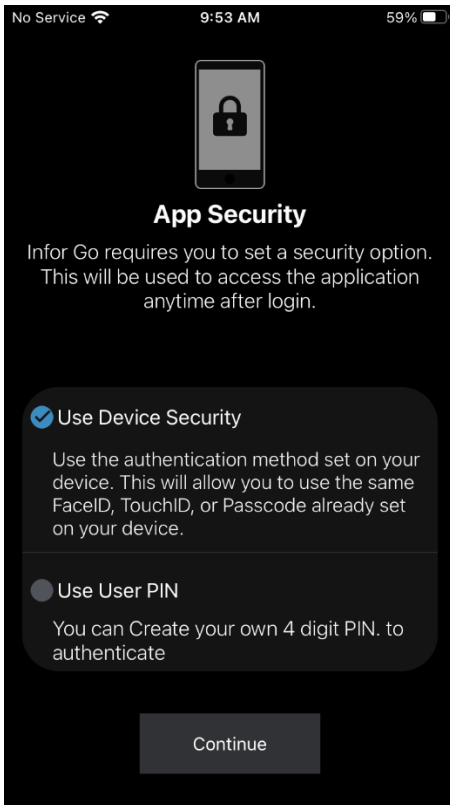 No Service 9:53 AM 59%
App Security
Infor Go requires you to set a security option.
This will be used to access the application
anytime after login.
Use Device Security
Use the authentication method set on your
device. This will allow you to use the same
FaceID, TouchID, or Passcode already set
on your device.
Use User PIN
You can Create your own 4 digit PIN. to
authenticate
Continue